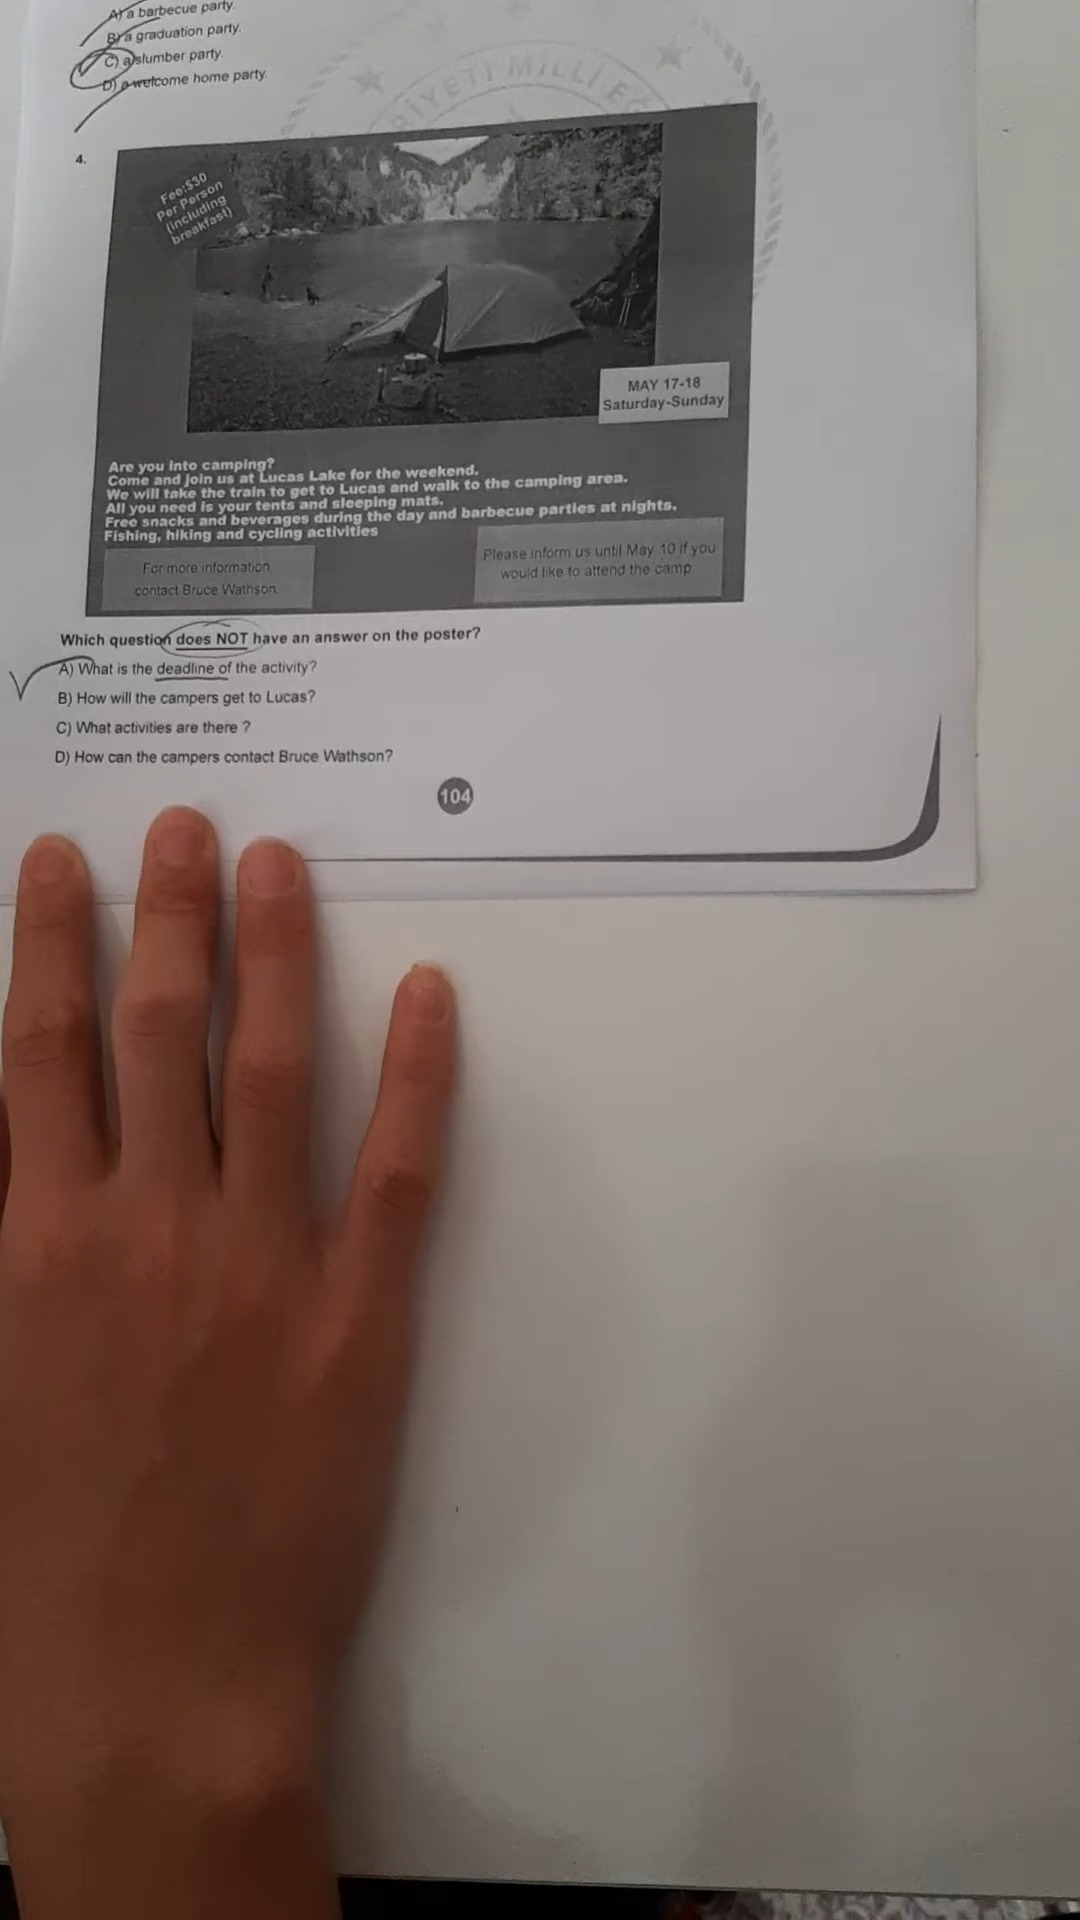 A) a barbecue party.
B) a graduation party.
C) a slumber party.
D) a welcome home party.
RİYETİ MİLLİ EĞ
4.
Fee:$30
Per Person
(including
breakfast)
MAY 17-18
Saturday-Sunday
Are you into camping?
Come and join us at Lucas Lake for the weekend.
We will take the train to get to Lucas and walk to the camping area.
All you need is your tents and sleeping mats.
Free snacks and beverages during the day and barbecue parties at nights.
Fishing, hiking and cycling activities
For more information,
contact Bruce Wathson.
Please inform us until May 10 if you
would like to attend the camp.
Which question does NOT have an answer on the poster?
A) What is the deadline of the activity?
B) How will the campers get to Lucas?
C) What activities are there ?
D) How can the campers contact Bruce Wathson?
104